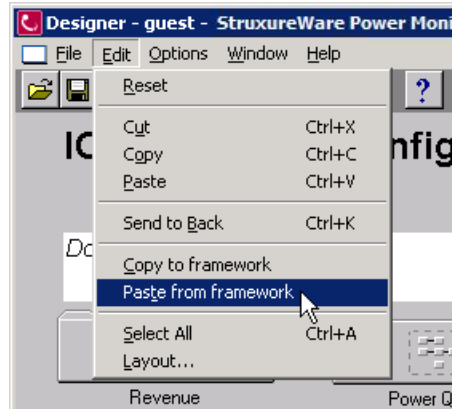 Designer - guest - StruxureWare Power Moni
File Edit Options Window Help
Reset
?
Cut Ctrl+X
IC nfig
Copy Ctrl+C
Paste Ctrl+V
Send to Back Ctrl+K
Do
Copy to framework
Paste from framework
Select All Ctrl+A
Layout...
Revenue Power Q